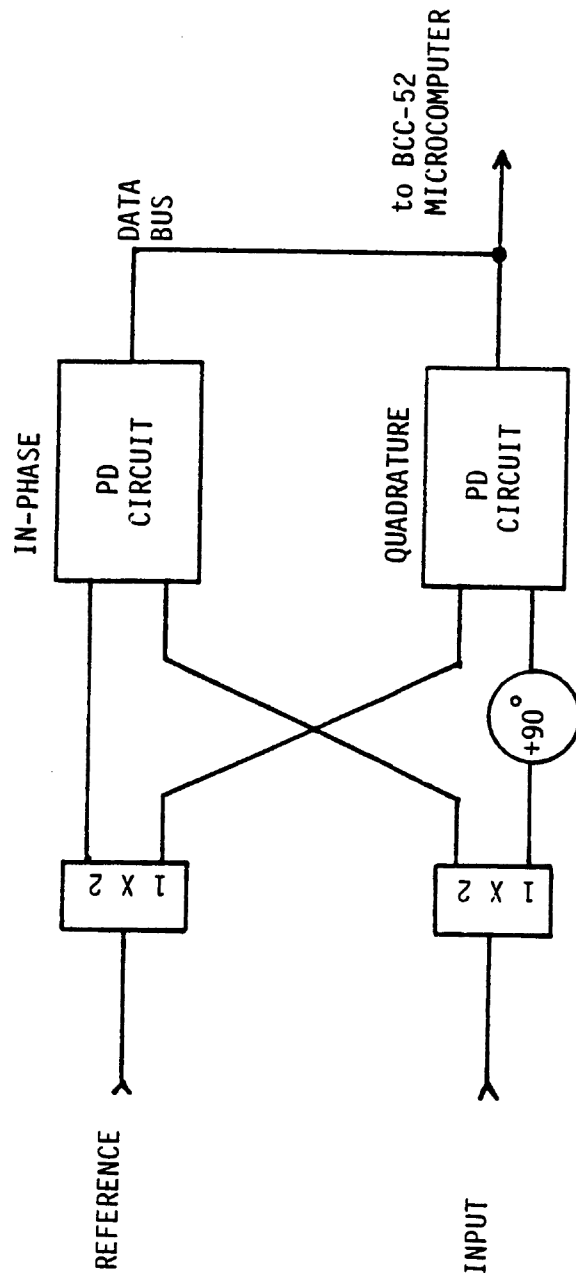 REFERENCE
1 X 2
IN-PHASE
PD
CIRCUIT
DATA
BUS
INPUT
1 X 2
+90°
QUADRATURE
PD
CIRCUIT
to BCC-52
MICROCOMPUTER